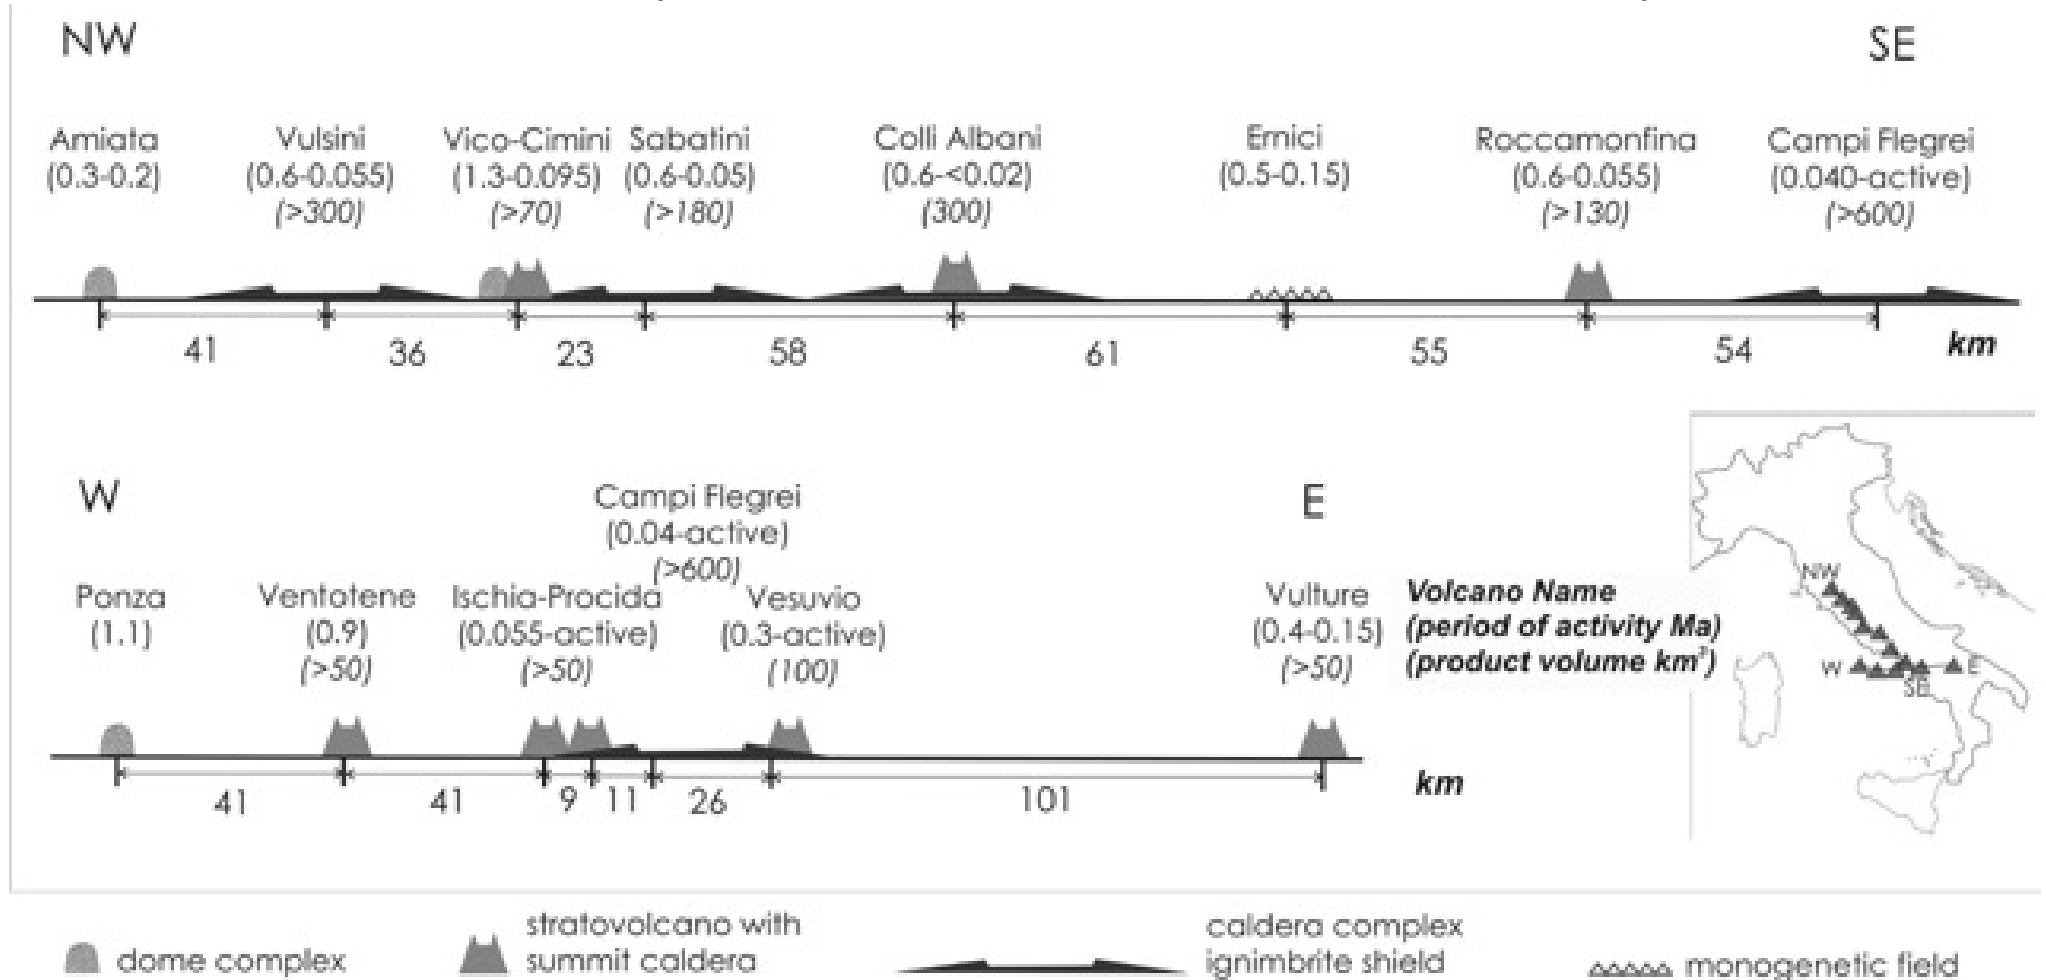 NW
SE
Amiata
(0.3-0.2)
Vulsini
(0.6-0.055)
(>300)
Vico-Cimini
(1.3-0.095)
(>70)
Sabatini
(0.6-0.05)
(>180)
Colli Albani
(0.6-<0.02)
(300)
Ernici
(0.5-0.15)
Roccamonfina
(0.6-0.055)
(>130)
Campi Flegrei
(0.040-active)
(>600)
41
36
23
58
61
55
54
km
W
E
Ponza
(1.1)
Ventotene
(0.9)
(>50)
Ischia-Procida
(0.055-active)
(>50)
Campi Flegrei
(0.04-active)
(>600)
Vesuvio
(0.3-active)
(100)
Vulture
(0.4-0.15)
(>50)
Volcano Name
(period of activity Ma)
(product volume km³)
41
41
9
11
26
101
km
NW
W
E
SE
dome complex
stratovolcano with
summit caldera
caldera complex
ignimbrite shield
monogenetic field